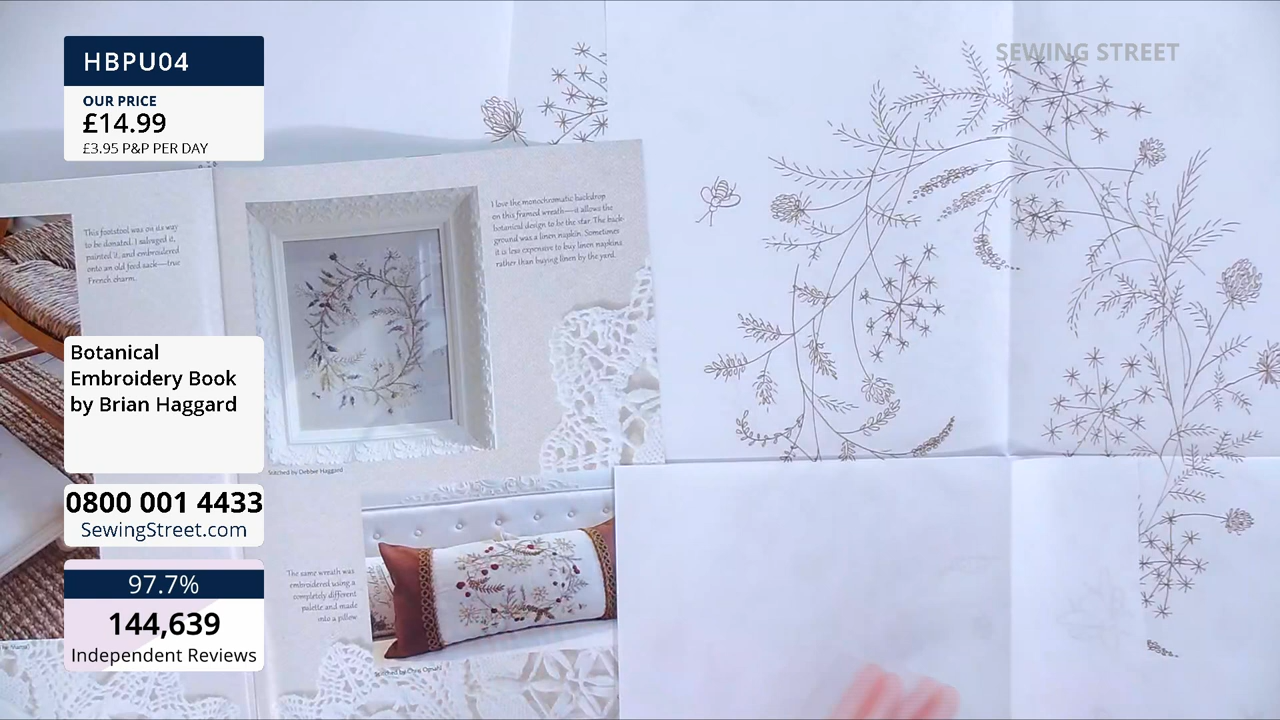 HBPU04
OUR PRICE
£14.99
£3.95 P&P PER DAY
SEWING STREET
This footstool was on its way
to be donated. I salvaged it,
painted it, and embroidered
onto an old feed sack—true
French charm.
I love the monochromatic backdrop
on this framed wreath—it allows the
botanical design to be the star. The back-
ground was a linen napkin. Sometimes
it is less expensive to buy linen napkins
rather than buying linen by the yard.
Stitched by Debbee Haggard
Botanical
Embroidery Book
by Brian Haggard
0800 001 4433
SewingStreet.com
97.7%
144,639
Independent Reviews
The same wreath was
embroidered using a
completely different
palette and made
into a pillow.
Stitched by Chris